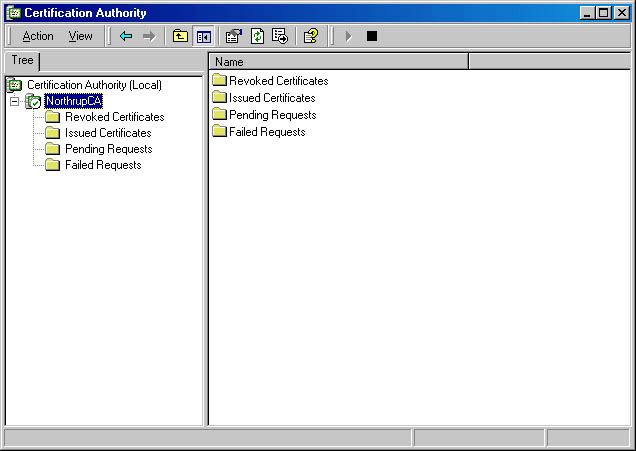 Certification Authority
Action View
Tree
Certification Authority (Local)
NorthrupCA
Revoked Certificates
Issued Certificates
Pending Requests
Failed Requests
Name
Revoked Certificates
Issued Certificates
Pending Requests
Failed Requests